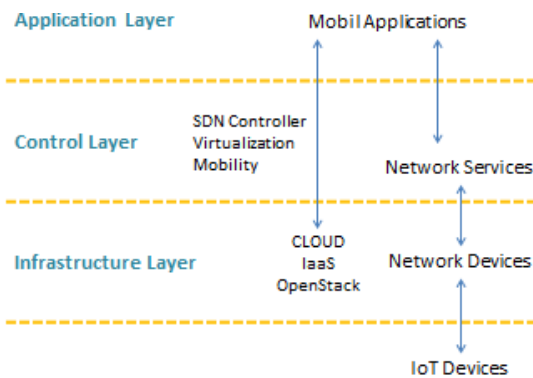 Application Layer
Mobil Applications
SDN Controller
Virtualization
Mobility
Control Layer
Network Services
CLOUD
IaaS
OpenStack
Infrastructure Layer
Network Devices
IoT Devices